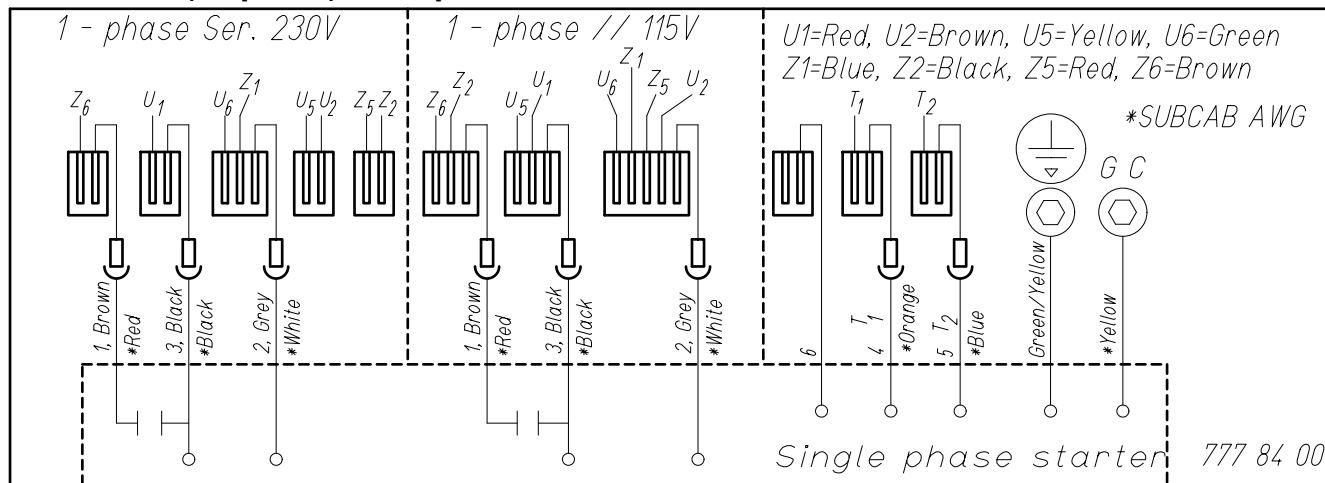 1 - phase Ser. 230V
Z6 U1 U6 Z1 U5 U2 Z5 Z2
1, Brown *Red 3, Black *Black 2, Grey *White
1 - phase // 115V
Z6 Z2 U5 U1 U6 Z1 Z5 U2
1, Brown *Red 3, Black *Black 2, Grey *White
U1=Red, U2=Brown, U5=Yellow, U6=Green
Z1=Blue, Z2=Black, Z5=Red, Z6=Brown
*SUBCAB AWG
T1 T2
G C
6 4 T1 *Orange 5 T2 *Blue Green/Yellow *Yellow
Single phase starter 777 84 00